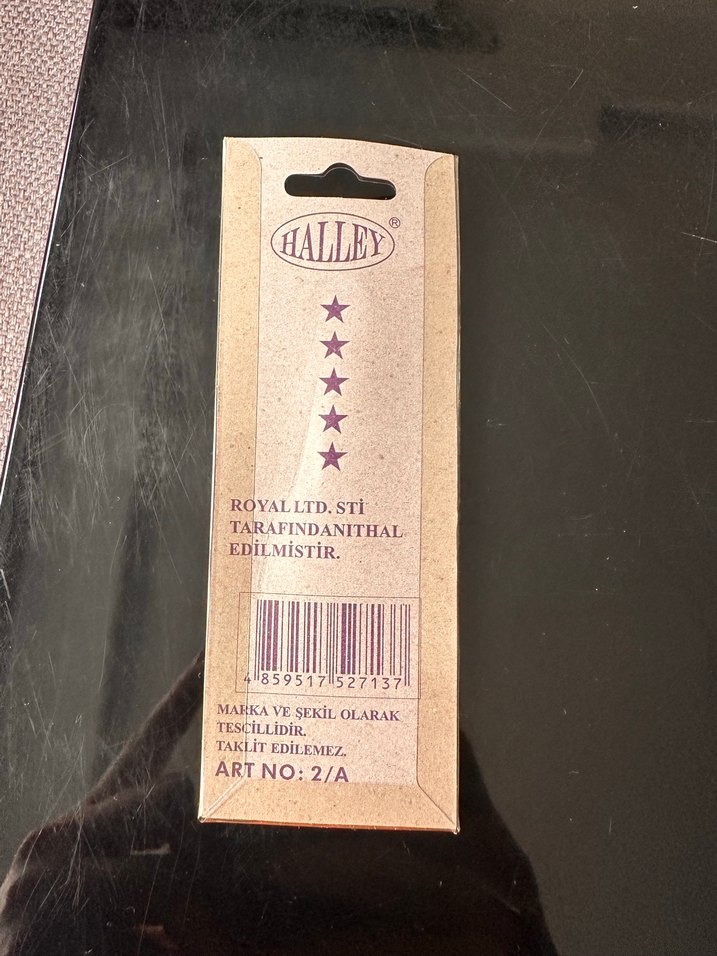 HALLEY®
ROYAL LTD. STİ
TARAFINDANITHAL
EDİLMİSTİR.
4 859517 527137
MARKA VE ŞEKİL OLARAK
TESCİLLİDİR.
TAKLİT EDİLEMEZ.
ART NO: 2/A